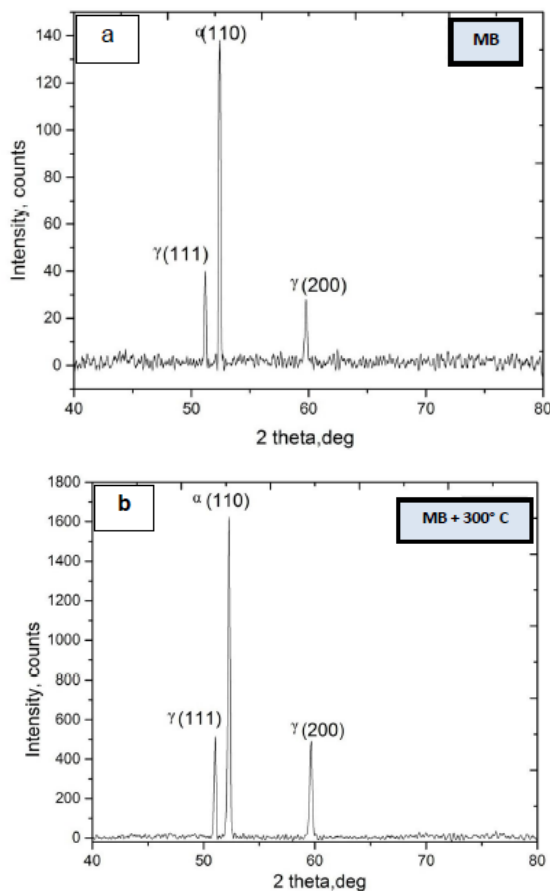 a
α(110)
MB
140
120
100
80
60
40
20
0
Intensity, counts
γ(111)
γ(200)
40
50
60
70
80
2 theta,deg
b
α (110)
MB + 300° C
1800
1600
1400
1200
1000
800
600
400
200
0
Intensity, counts
γ(111)
γ(200)
40
50
60
70
80
2 theta,deg